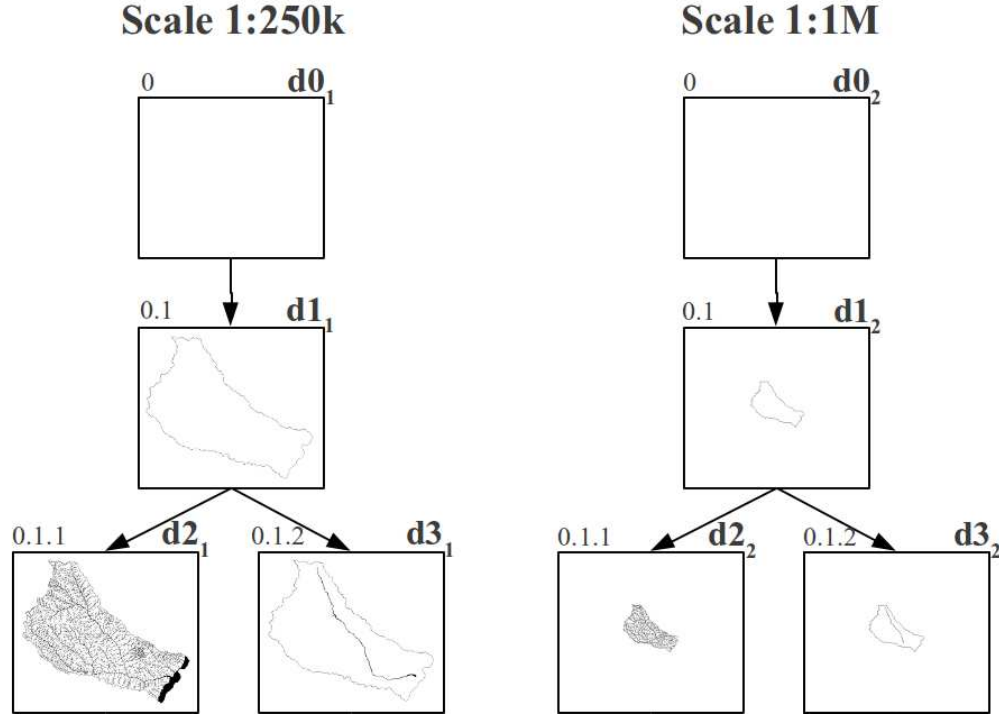 Scale 1:250k
Scale 1:1M
0 d0₁
0 d0₂
0.1 d1₁
0.1 d1₂
0.1.1 d2₁
0.1.2 d3₁
0.1.1 d2₂
0.1.2 d3₂